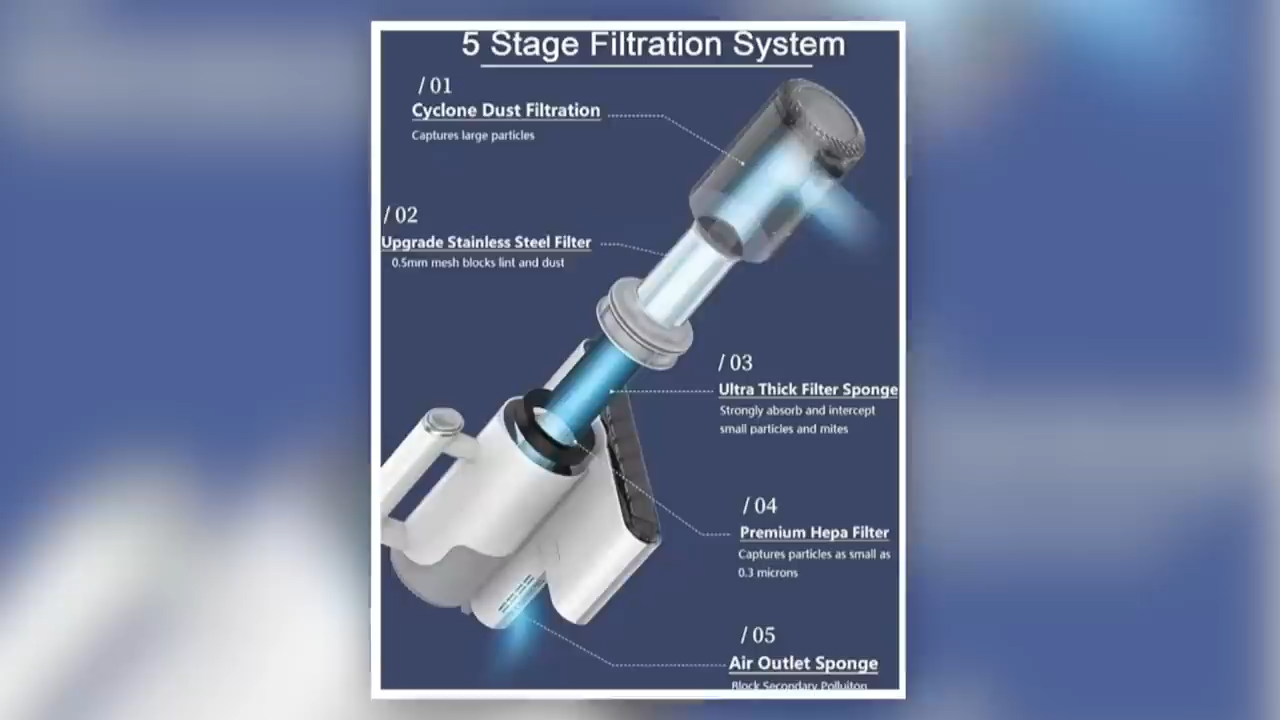 5 Stage Filtration System
/ 01
Cyclone Dust Filtration
Captures large particles
/ 02
Upgrade Stainless Steel Filter
0.5mm mesh blocks lint and dust
/ 03
Ultra Thick Filter Sponge
Strongly absorb and intercept
small particles and mites
/ 04
Premium Hepa Filter
Captures particles as small as
0.3 microns
/ 05
Air Outlet Sponge
Block Secondary Polluiton